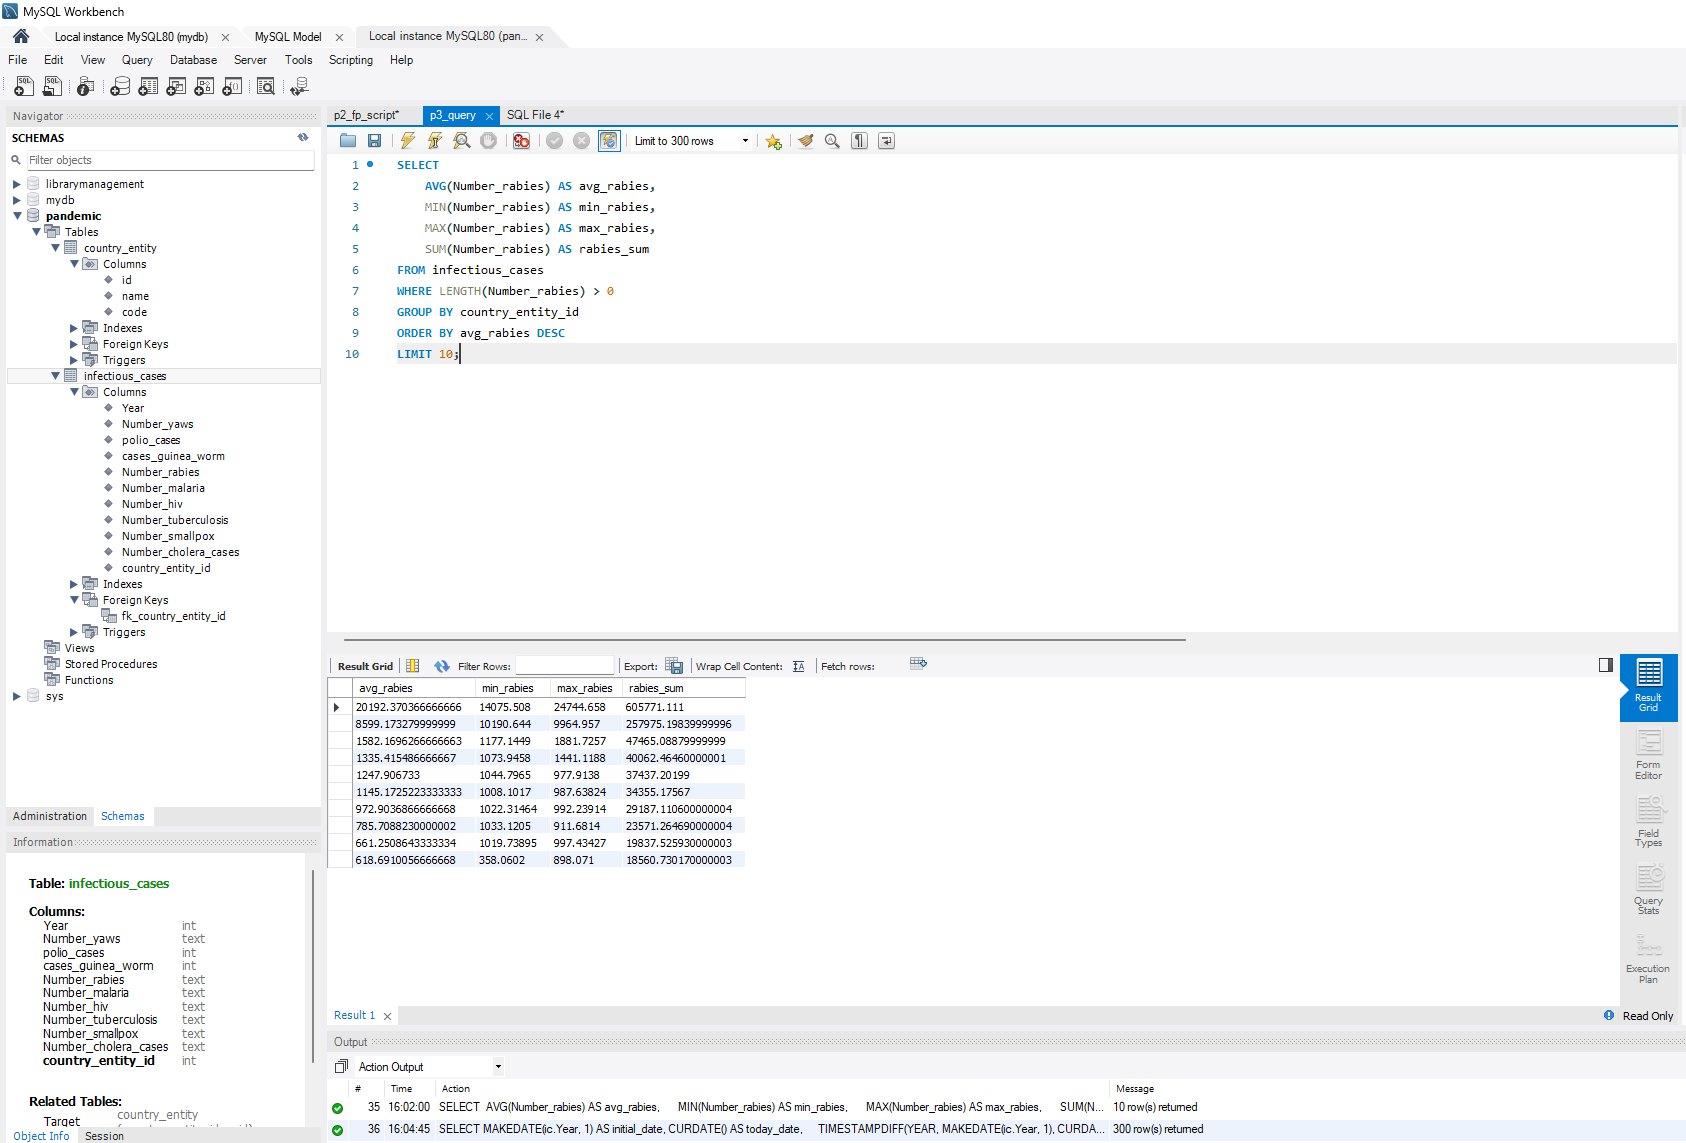 MySQL Workbench
Local instance MySQL80 (mydb) MySQL Model Local instance MySQL80 (pan...
File Edit View Query Database Server Tools Scripting Help
Navigator
SCHEMAS
Filter objects
librarymanagement
mydb
pandemic
Tables
country_entity
Columns
id
name
code
Indexes
Foreign Keys
Triggers
infectious_cases
Columns
Year
Number_yaws
polio_cases
cases_guinea_worm
Number_rabies
Number_malaria
Number_hiv
Number_tuberculosis
Number_smallpox
Number_cholera_cases
country_entity_id
Indexes
Foreign Keys
fk_country_entity_id
Triggers
Views
Stored Procedures
Functions
sys
Administration Schemas
Information
Table: infectious_cases
Columns:
Year int
Number_yaws text
polio_cases int
cases_guinea_worm int
Number_rabies text
Number_malaria text
Number_hiv text
Number_tuberculosis text
Number_smallpox text
Number_cholera_cases text
country_entity_id int
Related Tables:
Target country_entity
Object Info Session
p2_fp_script* p3_query SQL File 4*
Limit to 300 rows
1 SELECT
2 AVG(Number_rabies) AS avg_rabies,
3 MIN(Number_rabies) AS min_rabies,
4 MAX(Number_rabies) AS max_rabies,
5 SUM(Number_rabies) AS rabies_sum
6 FROM infectious_cases
7 WHERE LENGTH(Number_rabies) > 0
8 GROUP BY country_entity_id
9 ORDER BY avg_rabies DESC
10 LIMIT 10;
Result Grid Filter Rows: Export: Wrap Cell Content: Fetch rows:
avg_rabies min_rabies max_rabies rabies_sum
20192.370366666666 14075.508 24744.658 605771.111
8599.173279999999 10190.644 9964.957 257975.19839999996
1582.1696266666663 1177.1449 1881.7257 47465.08879999999
1335.415486666667 1073.9458 1441.1188 40062.46460000001
1247.906733 1044.7965 977.9138 37437.20199
1145.1725223333333 1008.1017 987.63824 34355.17567
972.9036866666668 1022.31464 992.23914 29187.110600000004
785.7088230000002 1033.1205 911.6814 23571.264690000004
661.2508643333334 1019.73895 997.43427 19837.525930000003
618.6910056666668 358.0602 898.071 18560.730170000003
Result Grid
Form Editor
Field Types
Query Stats
Execution Plan
Result 1
Read Only
Output
Action Output
# Time Action Message
35 16:02:00 SELECT AVG(Number_rabies) AS avg_rabies, MIN(Number_rabies) AS min_rabies, MAX(Number_rabies) AS max_rabies, SUM(N... 10 row(s) returned
36 16:04:45 SELECT MAKEDATE(ic.Year, 1) AS initial_date, CURDATE() AS today_date, TIMESTAMPDIFF(YEAR, MAKEDATE(ic.Year, 1), CURDA... 300 row(s) returned